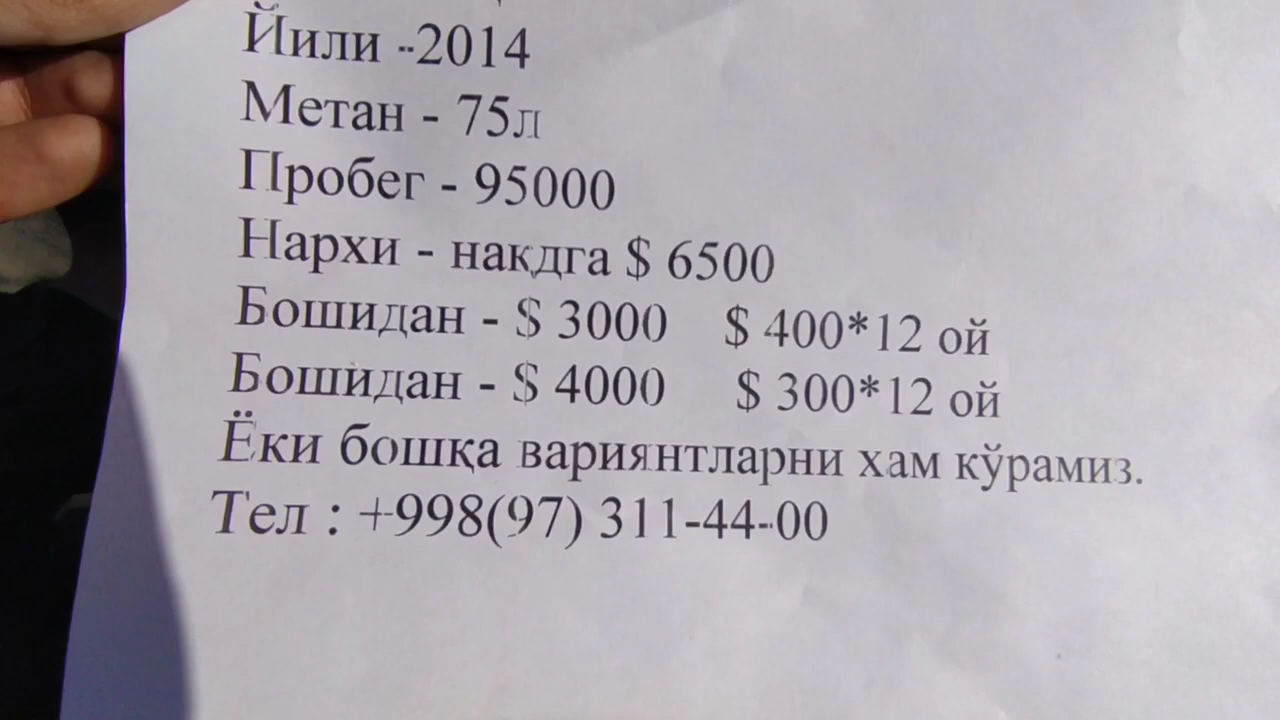 Йили -2014
Метан - 75л
Пробег - 95000
Нархи - накдга $ 6500
Бошидан - $ 3000 $ 400*12 ой
Бошидан - $ 4000 $ 300*12 ой
Ёки бошқа вариянтларни хам кўрамиз.
Тел : +998(97) 311-44-00